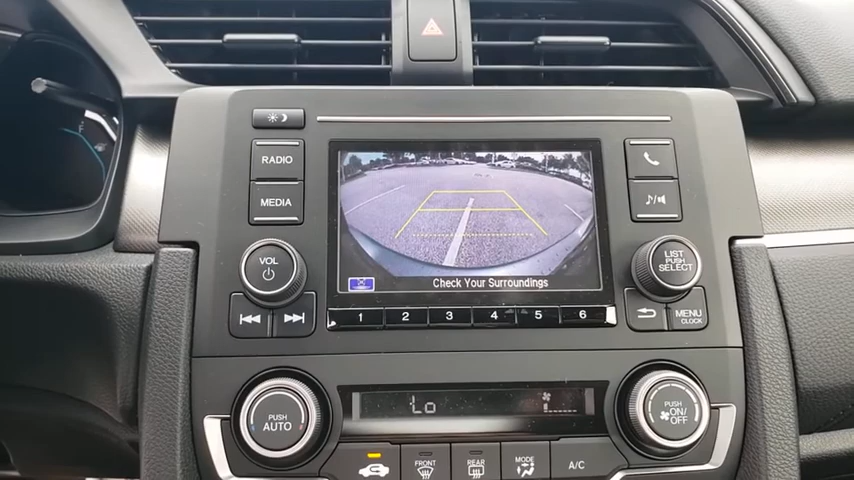 RADIO
MEDIA
VOL
LIST
PUSH
SELECT
Check Your Surroundings
1 2 3 4 5 6
MENU
CLOCK
PUSH
AUTO
Lo
PUSH
ON/
OFF
FRONT
REAR
MODE
A/C